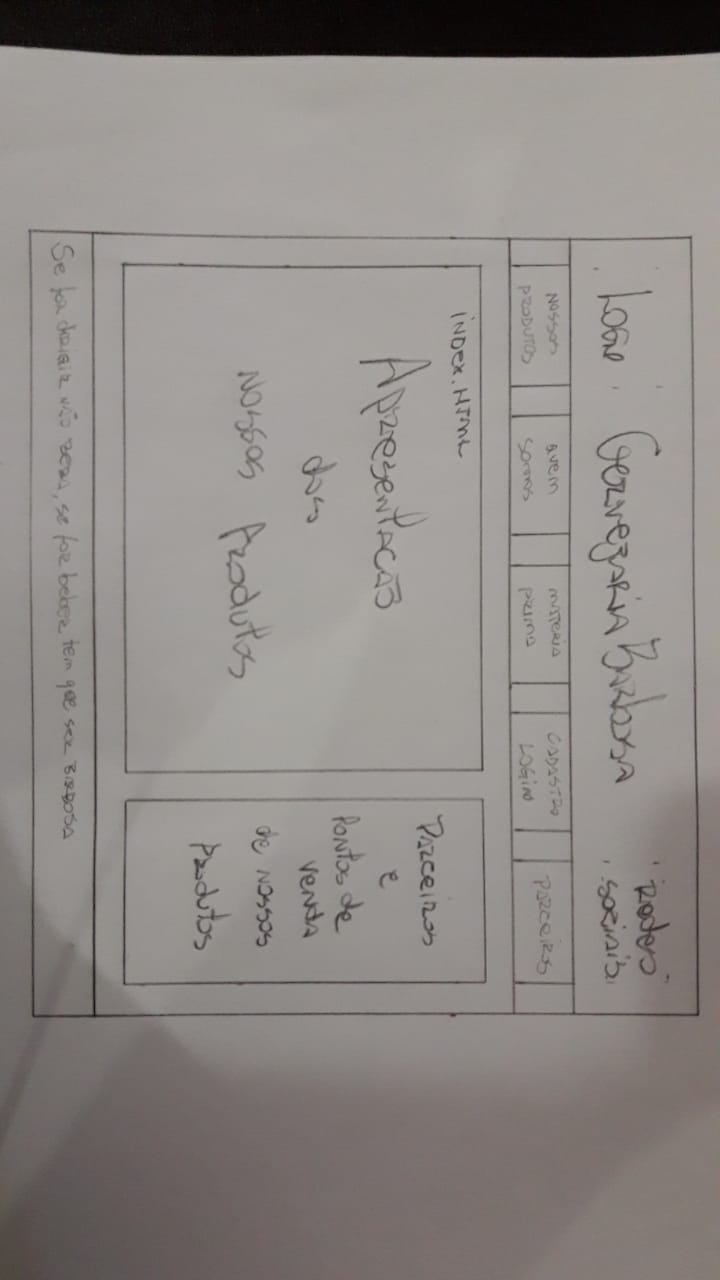 Logo Cervejaria Barbosa Redes
sociais
Nossos
Produtos
Quem
somos
Materia
prima
Cadastro
Login
Parceiros
index.HTML
Apresentação
dos
Nossos Produtos
Parceiros
e
Pontos de
venda
de nossos
Produtos
Se for dirigir não beba, se for beber tem que ser Barbosa